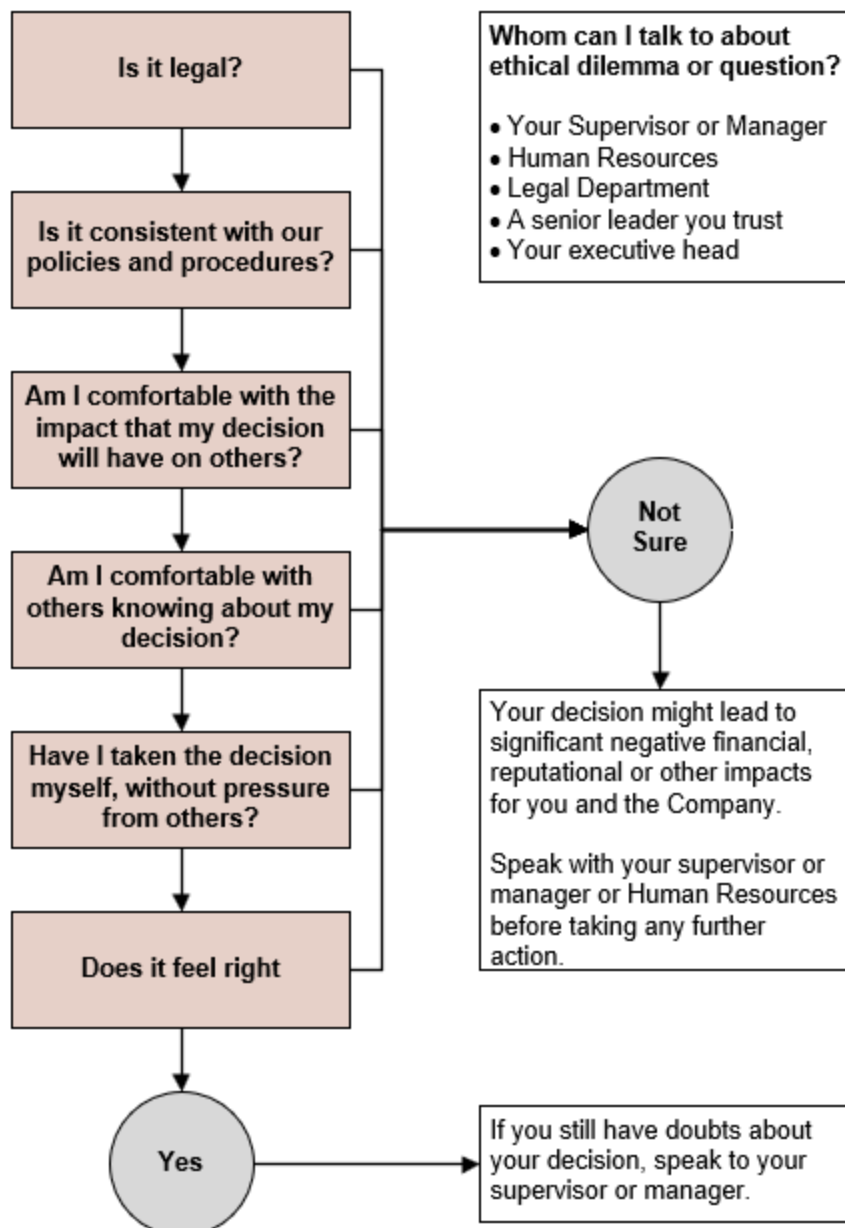 Is it legal?
Is it consistent with our
policies and procedures?
Am I comfortable with the
impact that my decision
will have on others?
Am I comfortable with
others knowing about my
decision?
Have I taken the decision
myself, without pressure
from others?
Does it feel right
Yes
Whom can I talk to about
ethical dilemma or question?
• Your Supervisor or Manager
• Human Resources
• Legal Department
• A senior leader you trust
• Your executive head
Not
Sure
Your decision might lead to
significant negative financial,
reputational or other impacts
for you and the Company.
Speak with your supervisor or
manager or Human Resources
before taking any further
action.
If you still have doubts about
your decision, speak to your
supervisor or manager.